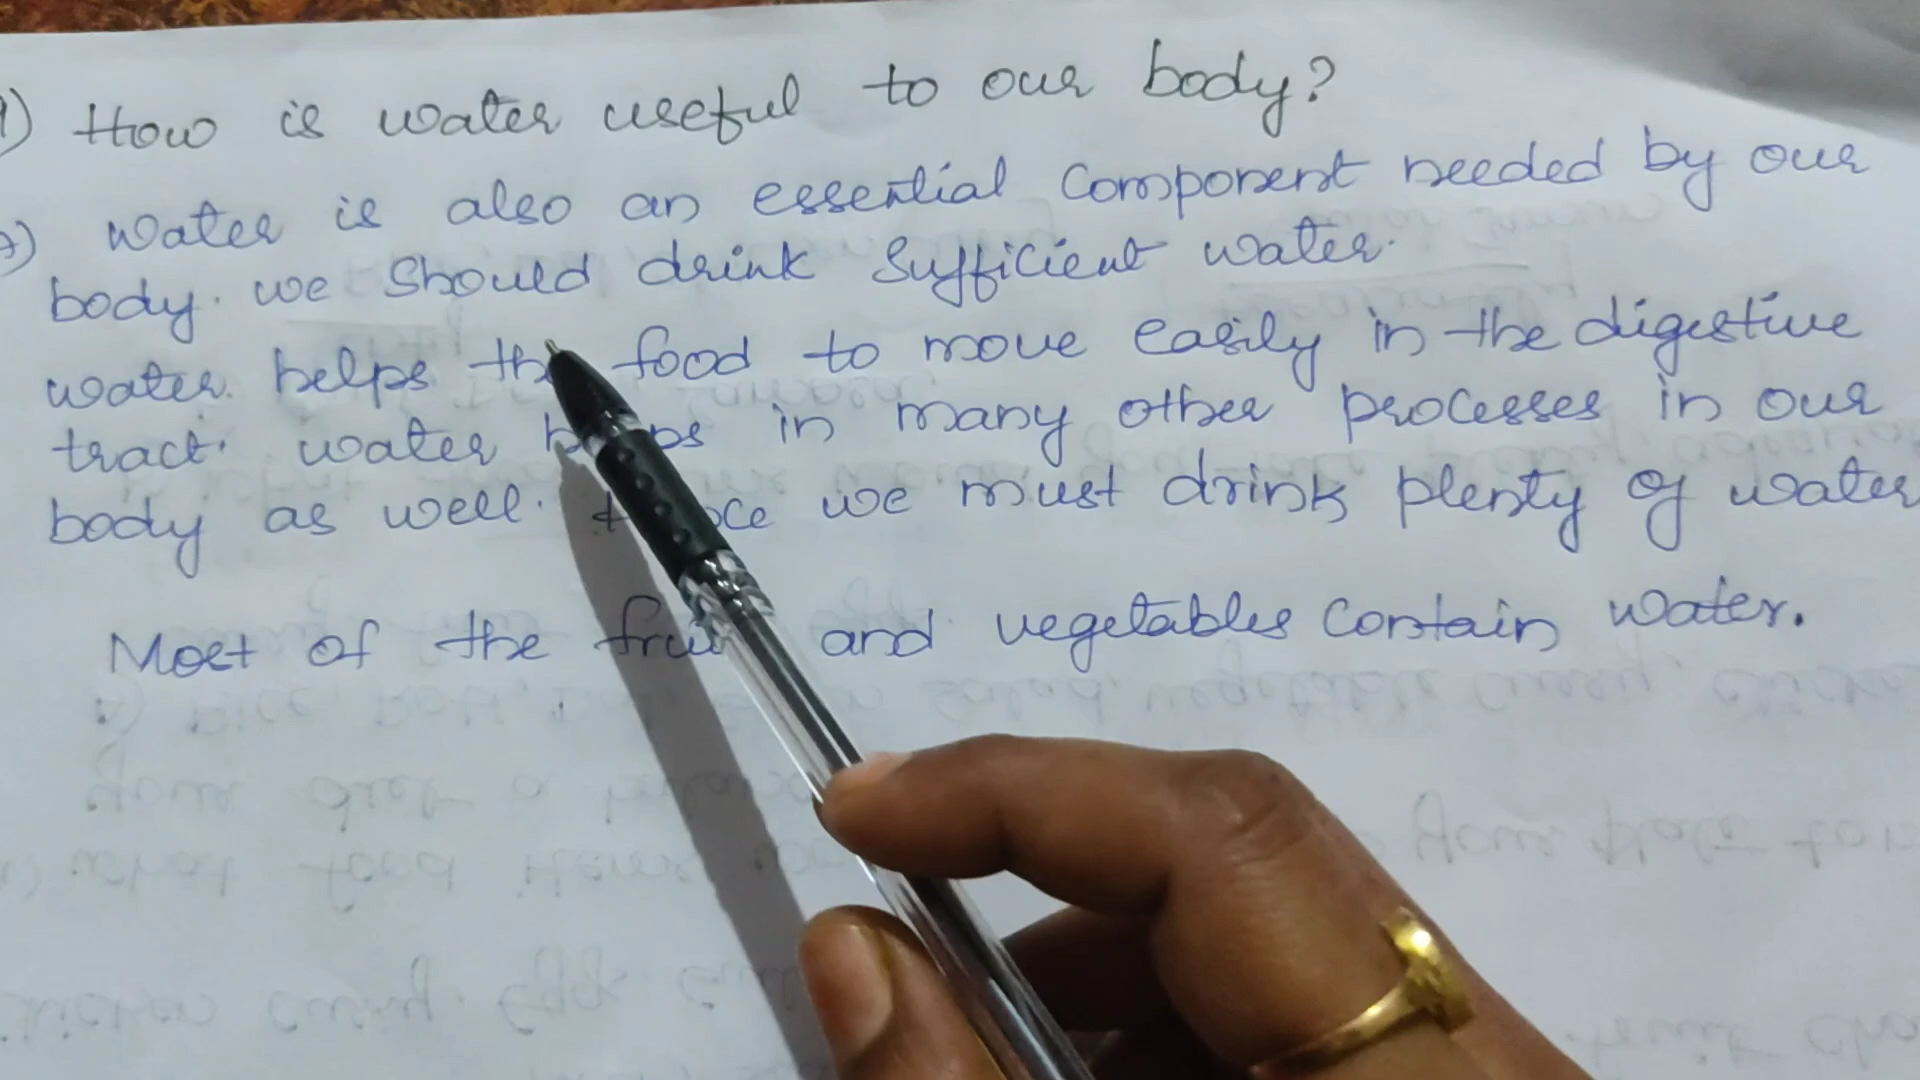 How is water useful to our body?
Water is also an essential component needed by our
body. we should drink sufficient water.
water helps the food to move easily in the digestive
tract. water helps in many other processes in our
body as well. we must drink plenty of water
Most of the and vegetables contain water.